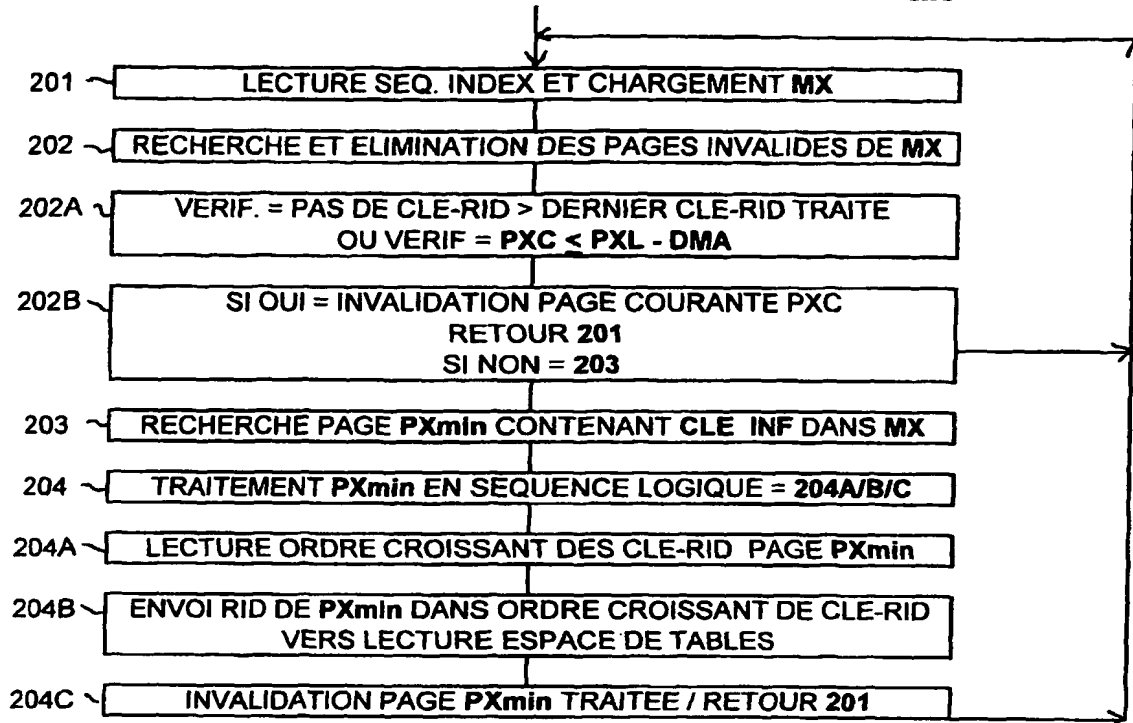 201 LECTURE SEQ. INDEX ET CHARGEMENT MX
202 RECHERCHE ET ELIMINATION DES PAGES INVALIDES DE MX
202A VERIF. = PAS DE CLE-RID > DERNIER CLE-RID TRAITE
OU VERIF = PXC ≤ PXL - DMA
202B SI OUI = INVALIDATION PAGE COURANTE PXC
RETOUR 201
SI NON = 203
203 RECHERCHE PAGE PXmin CONTENANT CLE INF DANS MX
204 TRAITEMENT PXmin EN SEQUENCE LOGIQUE = 204A/B/C
204A LECTURE ORDRE CROISSANT DES CLE-RID PAGE PXmin
204B ENVOI RID DE PXmin DANS ORDRE CROISSANT DE CLE-RID
VERS LECTURE ESPACE DE TABLES
204C INVALIDATION PAGE PXmin TRAITEE / RETOUR 201